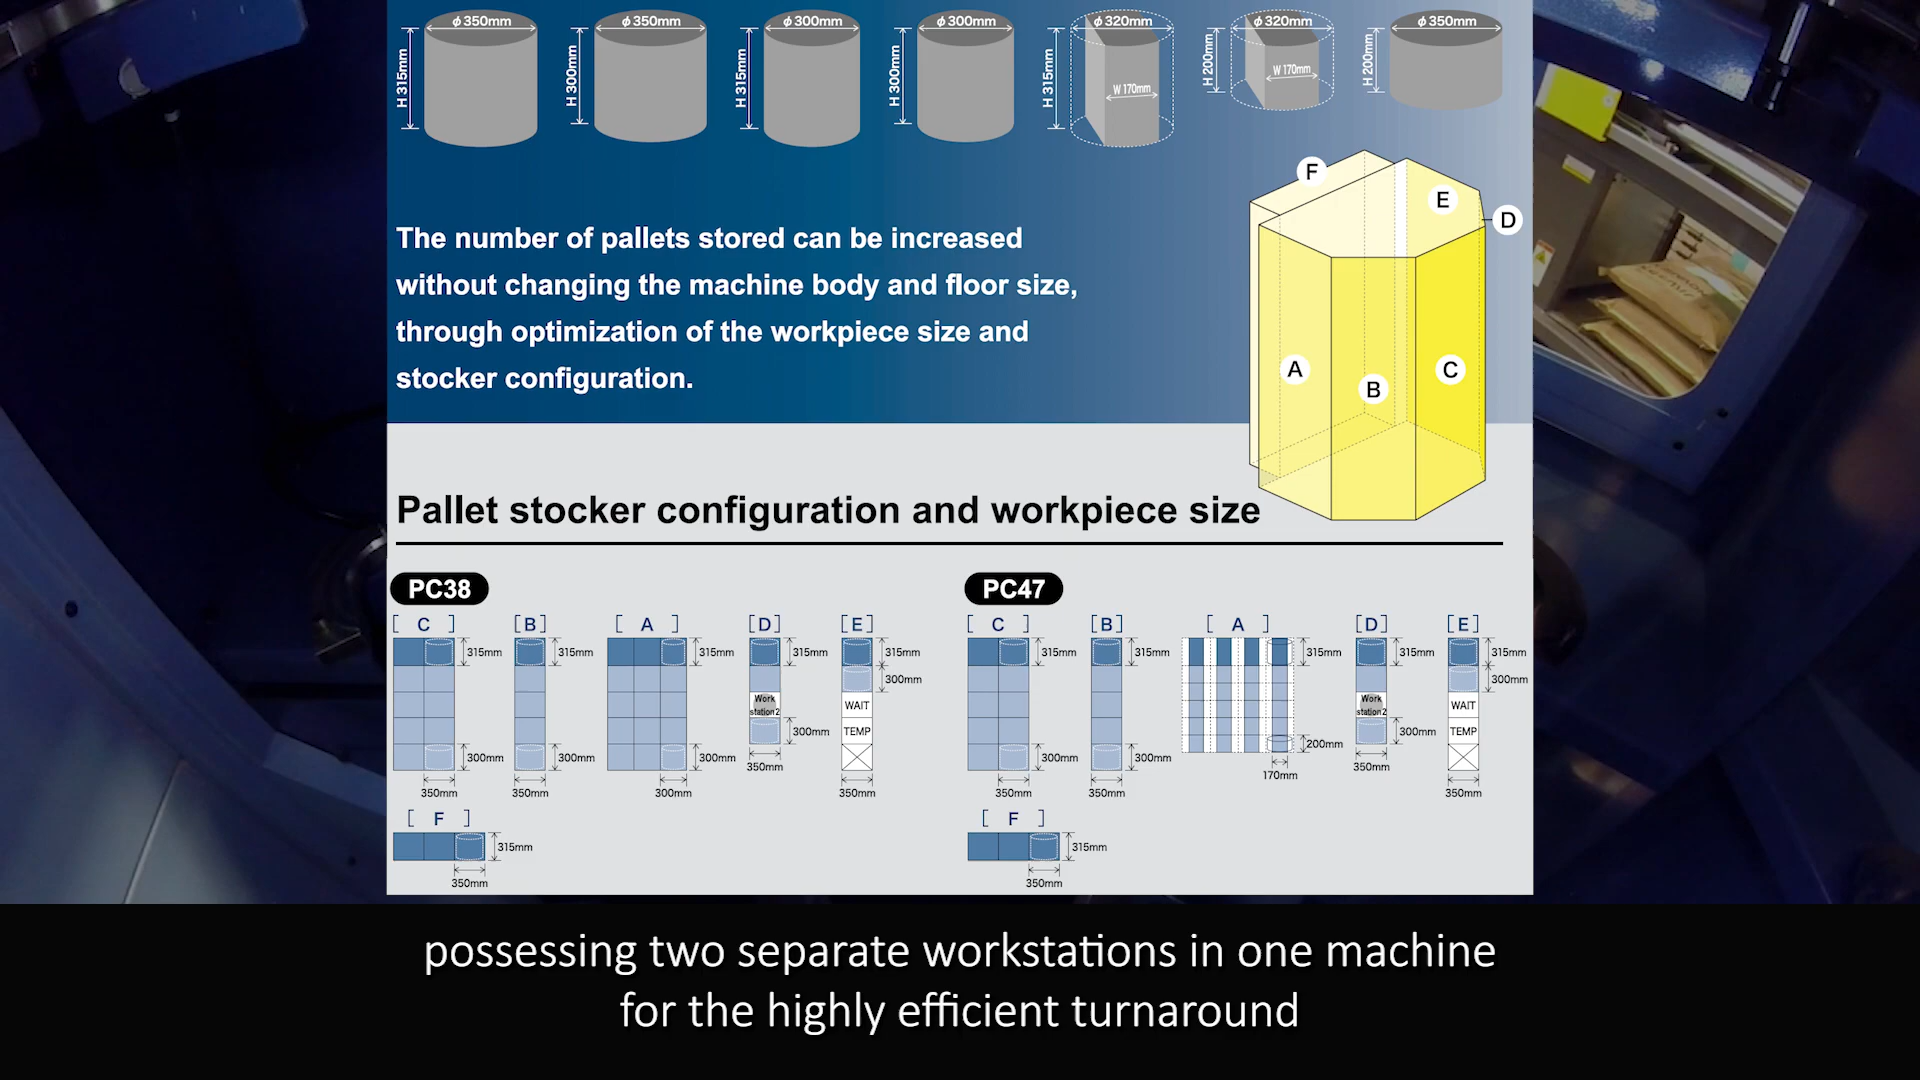 φ350mm φ350mm φ300mm φ300mm φ320mm φ320mm φ350mm
H 315mm H 300mm H 315mm H 300mm H 315mm W 170mm H 200mm W 170mm H 200mm
F
E
D
The number of pallets stored can be increased
without changing the machine body and floor size,
through optimization of the workpiece size and
stocker configuration.
A
B
C
Pallet stocker configuration and workpiece size
PC38
[ C ] [B] [ A ] [D] [E]
315mm 315mm 315mm 315mm 315mm
300mm
Work
station2
WAIT
TEMP
300mm 300mm 300mm 300mm
350mm 350mm 300mm 350mm 350mm
[ F ]
315mm
350mm
PC47
[ C ] [B] [ A ] [D] [E]
315mm 315mm 315mm 315mm 315mm
300mm
Work
station2
WAIT
TEMP
300mm 300mm 200mm 300mm
350mm 350mm 170mm 350mm 350mm
[ F ]
315mm
350mm
possessing two separate workstations in one machine
for the highly efficient turnaround